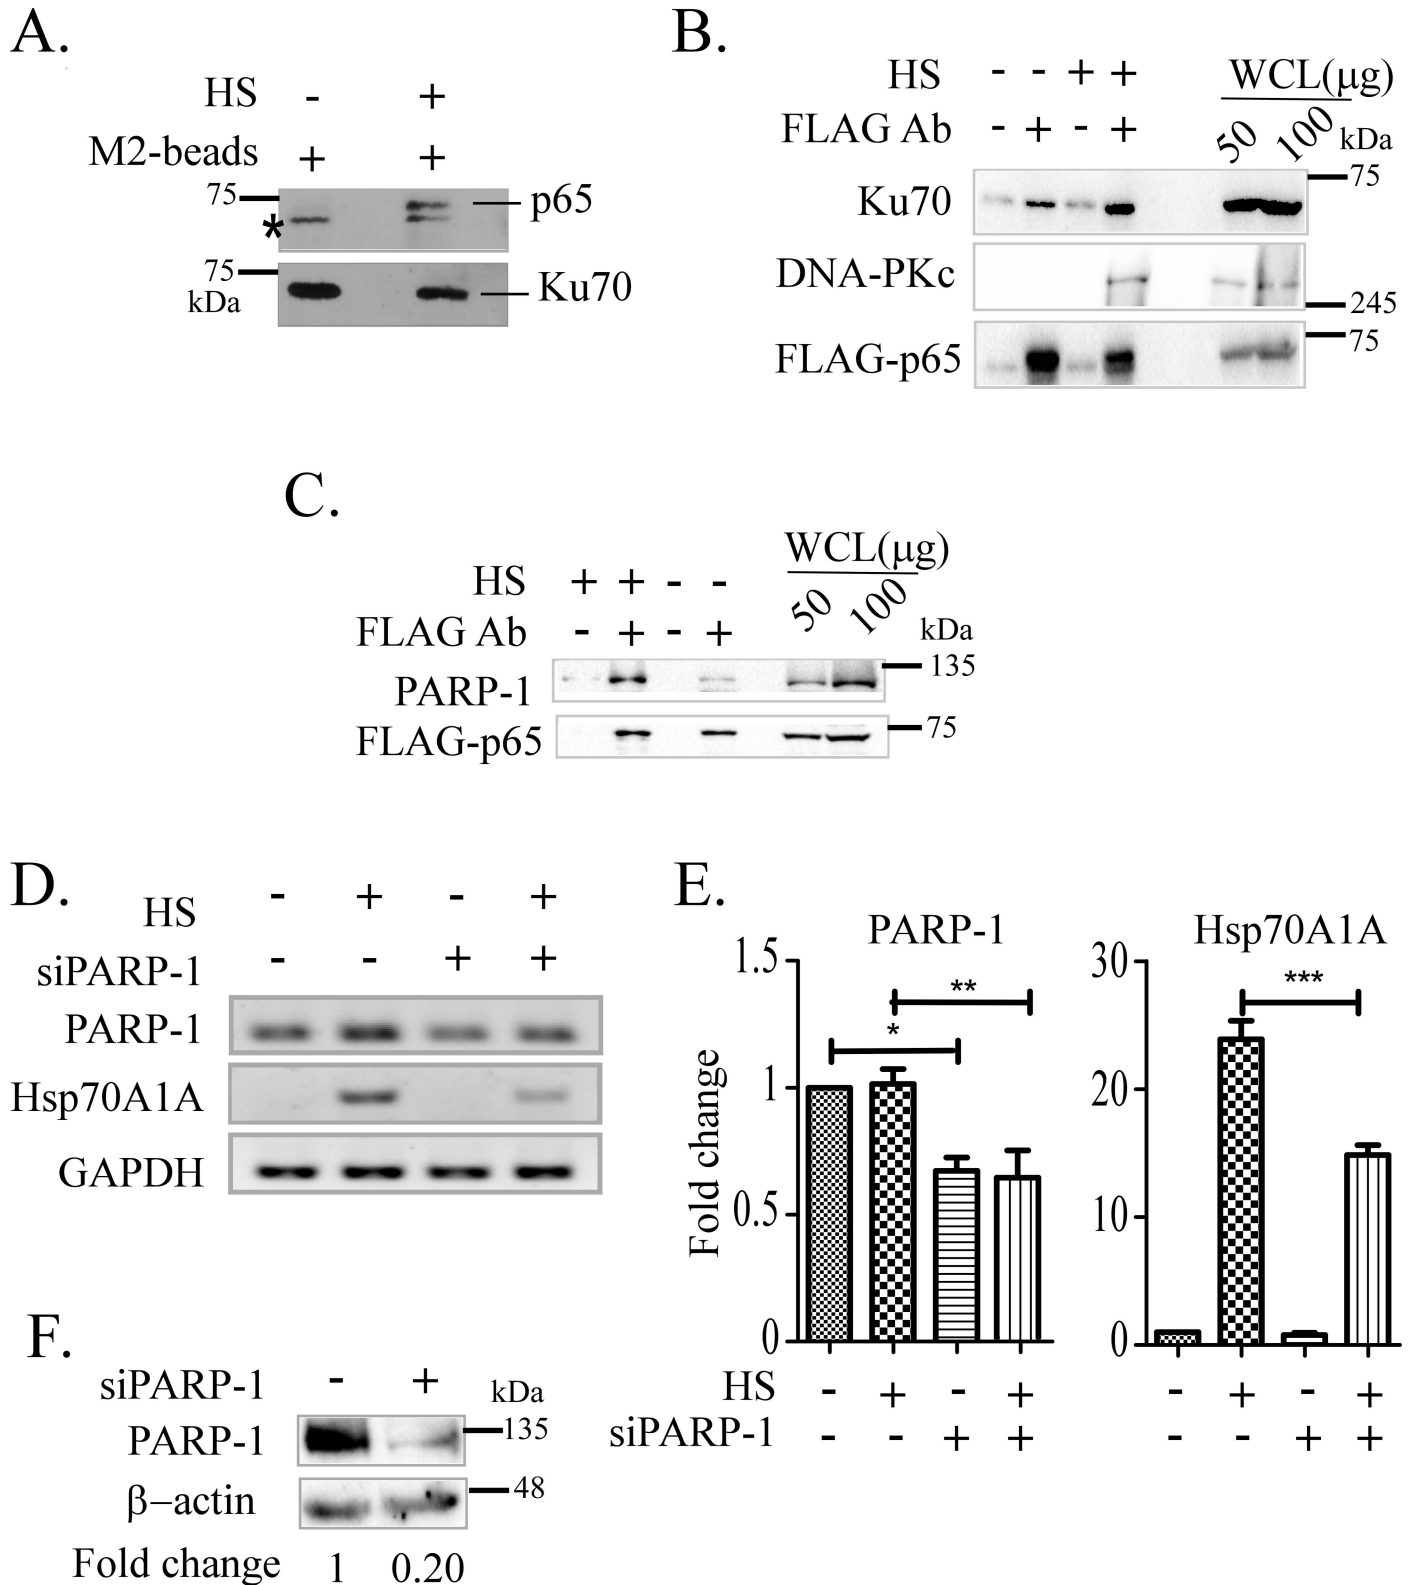 A.
HS - +
M2-beads + +
75
* p65
75
kDa Ku70
B.
HS - - + + WCL(μg)
FLAG Ab - + - + 50 100 kDa
Ku70 75
DNA-PKc
245
FLAG-p65 75
C.
WCL(μg)
HS + + - -
FLAG Ab - + - + 50 100 kDa
PARP-1 135
FLAG-p65 75
D.
HS - + - +
siPARP-1 - - + +
PARP-1
Hsp70A1A
GAPDH
E.
PARP-1
Fold change
1.5
1
0.5
0
* **
Hsp70A1A
30
20
10
0
***
HS - + - + - + - +
siPARP-1 - - + + - - + +
F.
siPARP-1 - + kDa
PARP-1 135
β-actin 48
Fold change 1 0.20